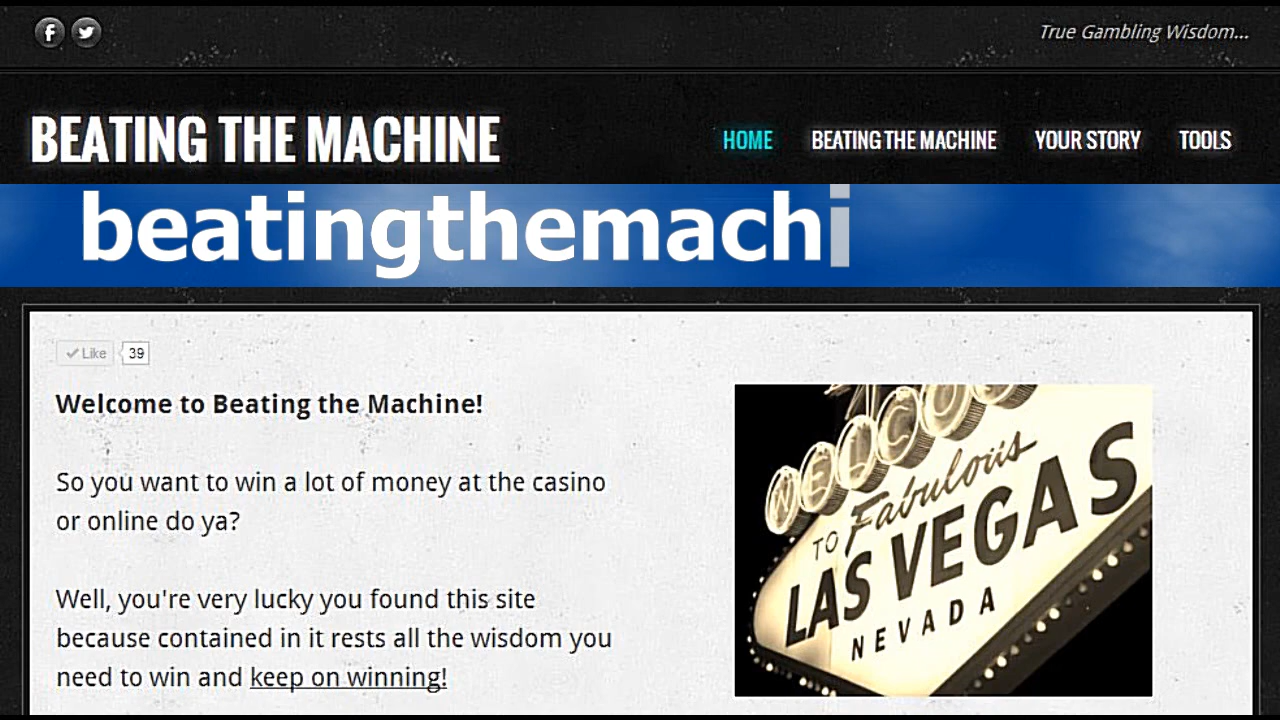 True Gambling Wisdom...
BEATING THE MACHINE
HOME BEATING THE MACHINE YOUR STORY TOOLS
beatingthemachi
Like 39
Welcome to Beating the Machine!
So you want to win a lot of money at the casino
or online do ya?
Well, you're very lucky you found this site
because contained in it rests all the wisdom you
need to win and keep on winning!
WELCOME
TO Fabulous
LAS VEGAS
NEVADA